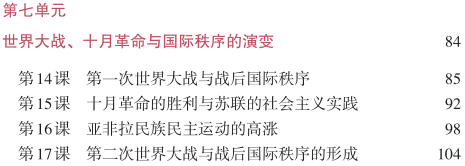 第七单元
世界大战、十月革命与国际秩序的演变 84
第14课 第一次世界大战与战后国际秩序 85
第15课 十月革命的胜利与苏联的社会主义实践 92
第16课 亚非拉民族民主运动的高涨 98
第17课 第二次世界大战与战后国际秩序的形成 104